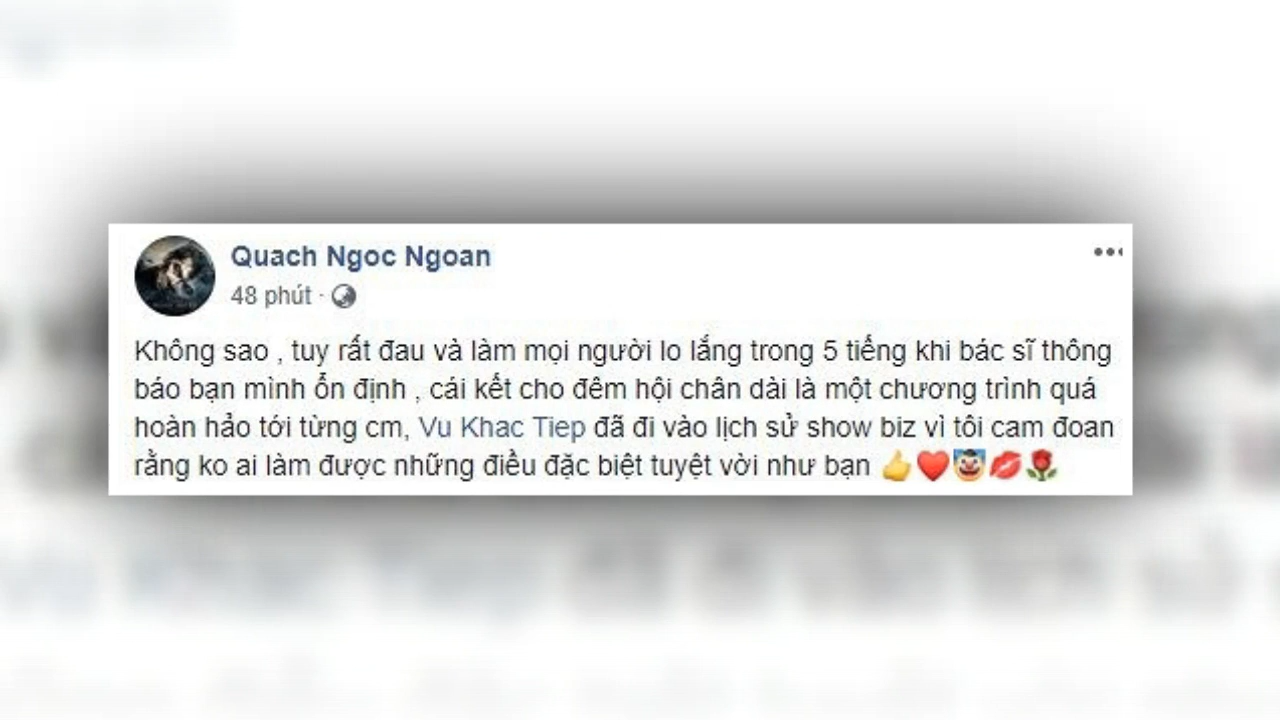 Quach Ngoc Ngoan
48 phút ·
Không sao , tuy rất đau và làm mọi người lo lắng trong 5 tiếng khi bác sĩ thông
báo bạn mình ổn định , cái kết cho đêm hội chân dài là một chương trình quá
hoàn hảo tới từng cm, Vu Khac Tiep đã đi vào lịch sử show biz vì tôi cam đoan
rằng ko ai làm được những điều đặc biệt tuyệt vời như bạn 👍❤️🤡💋🌹